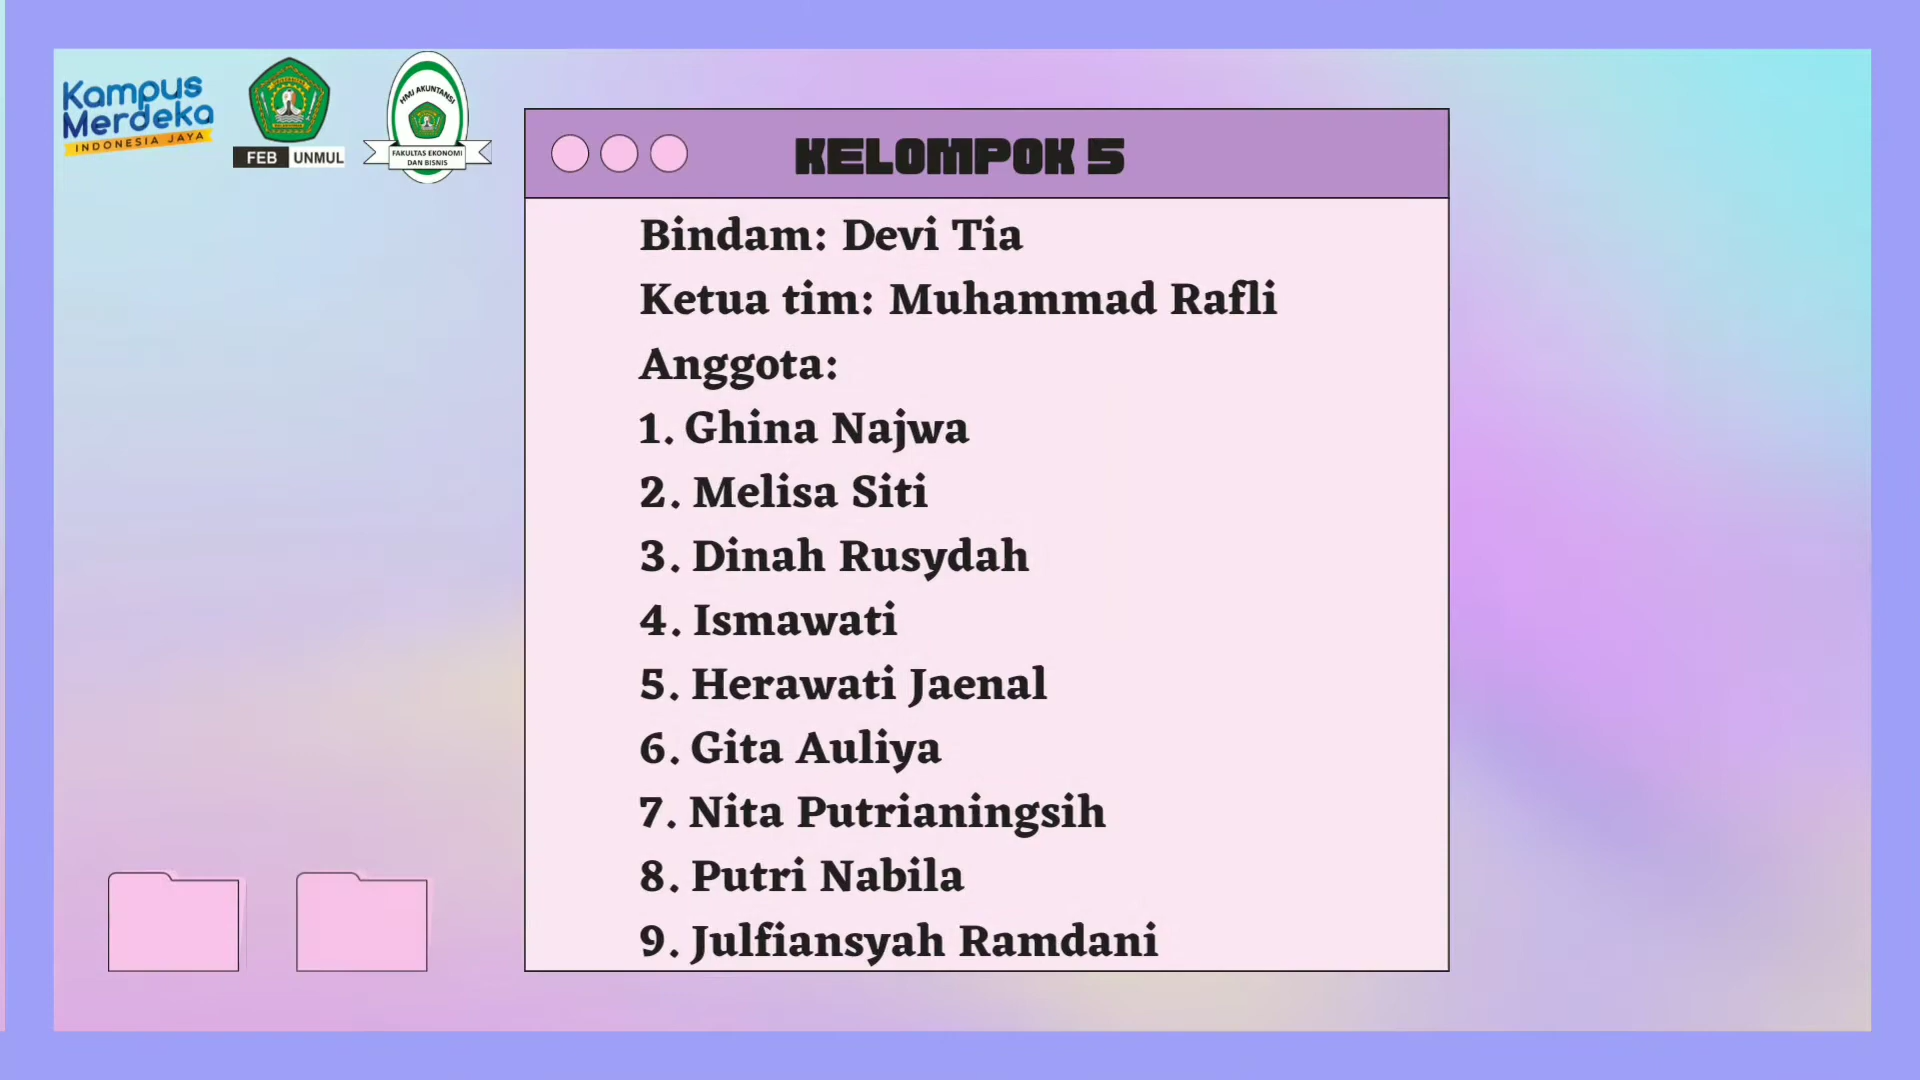 Kampus
Merdeka
INDONESIA JAYA
FEB UNMUL
HMJ AKUNTANSI
FAKULTAS EKONOMI
DAN BISNIS
KELOMPOK 5
Bindam: Devi Tia
Ketua tim: Muhammad Rafli
Anggota:
1. Ghina Najwa
2. Melisa Siti
3. Dinah Rusydah
4. Ismawati
5. Herawati Jaenal
6. Gita Auliya
7. Nita Putrianingsih
8. Putri Nabila
9. Julfiansyah Ramdani